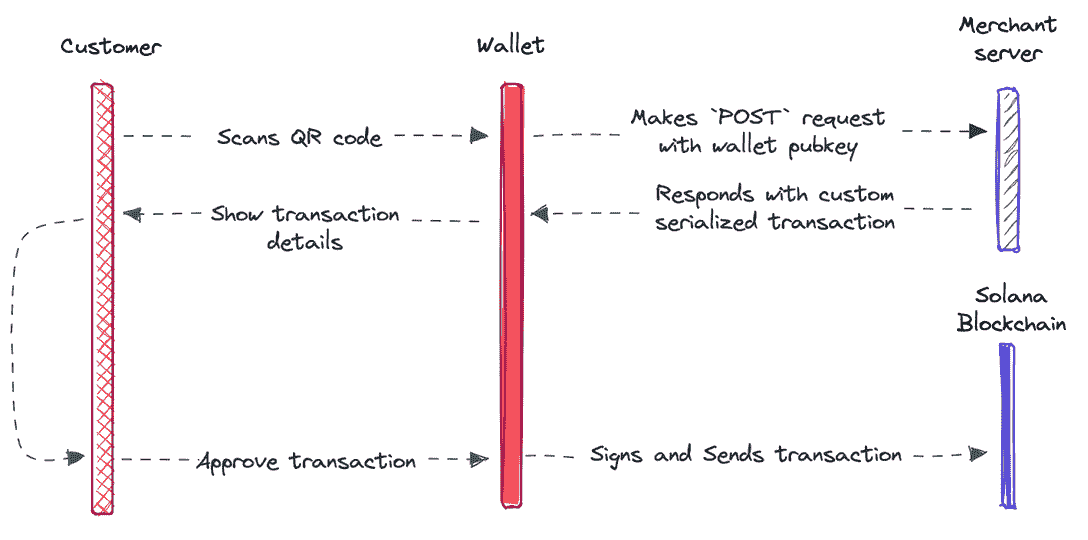 Customer
Wallet
Merchant
server
Scans QR code
Makes `POST` request
with wallet pubkey
Show transaction
details
Responds with custom
serialized transaction
Solana
Blockchain
Approve transaction
Signs and Sends transaction